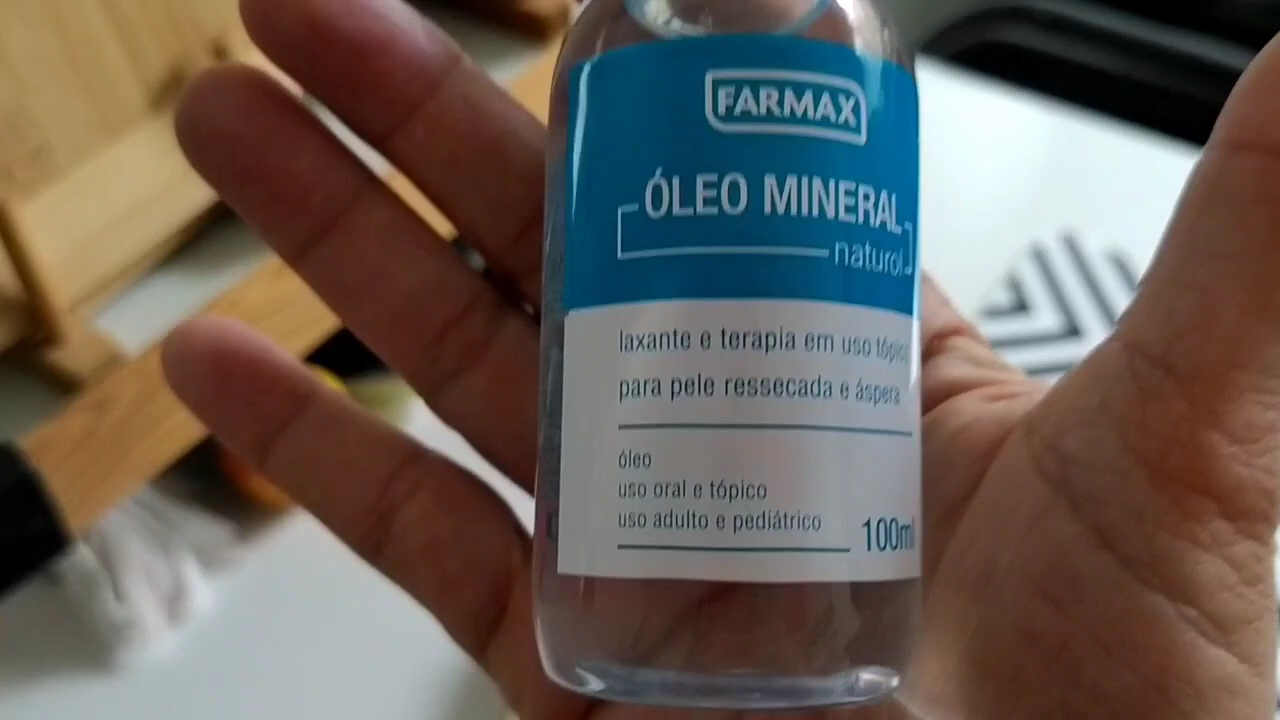 FARMAX
ÓLEO MINERAL
natural
laxante e terapia em uso tópico
para pele ressecada e áspera
óleo
uso oral e tópico
uso adulto e pediátrico
100ml